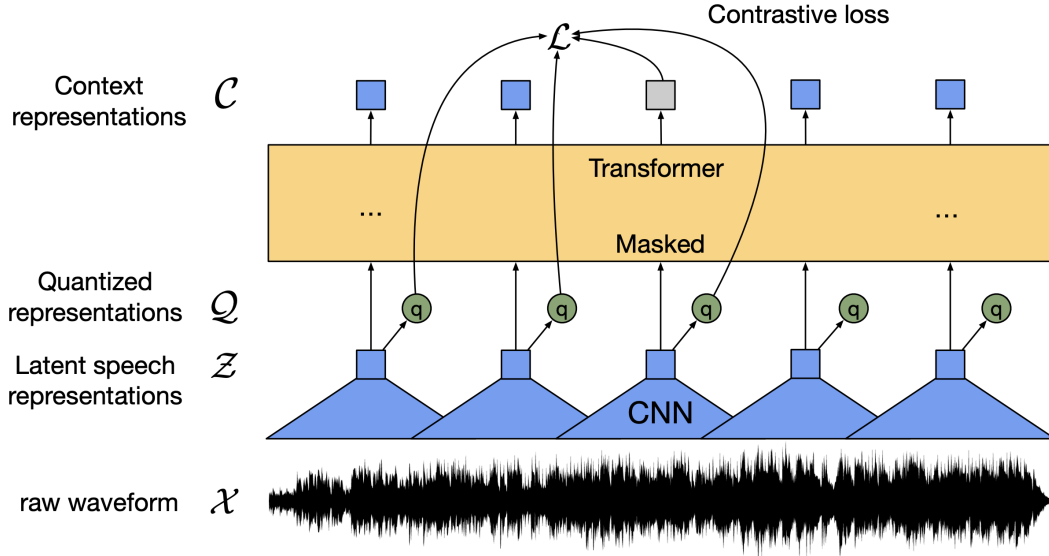 Contrastive loss
ℒ
Context
representations 𝒞
Transformer
... ...
Masked
Quantized
representations 𝒬
q q q q q
Latent speech
representations 𝒵
CNN
raw waveform 𝒳